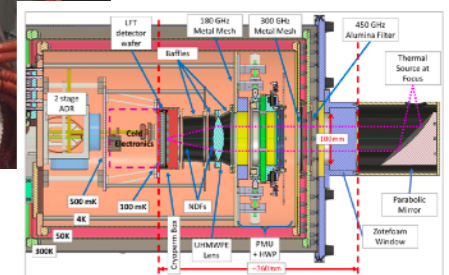 LFT
detector
wafer
180 GHz
Metal Mesh
300 GHz
Metal Mesh
450 GHz
Alumina Filter
Baffles
Thermal
Source at
Focus
2 stage
ADR
Cold
Electronics
300mm
500 mK
100 mK
4K
50K
300K
Cryoperm Box
NDFs
UHMWPE
Lens
PMU
+ HWP
Parabolic
Mirror
Zotefoam
Window
~360mm